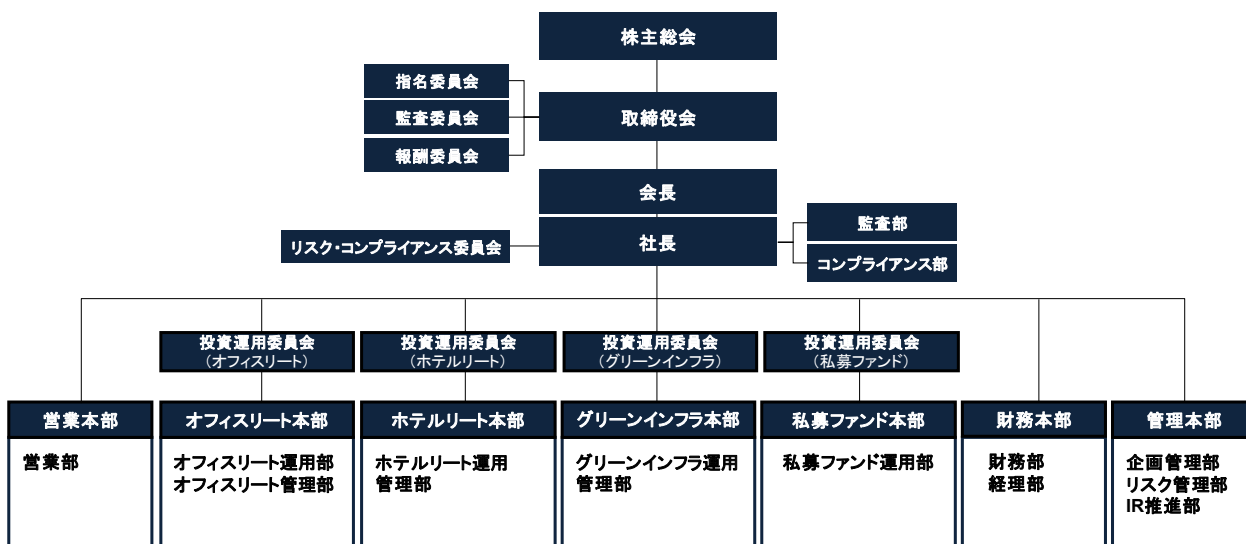 株主総会
指名委員会
監査委員会
報酬委員会
取締役会
会長
社長
リスク・コンプライアンス委員会
監査部
コンプライアンス部
投資運用委員会
(オフィスリート)
投資運用委員会
(ホテルリート)
投資運用委員会
(グリーンインフラ)
投資運用委員会
(私募ファンド)
営業本部
営業部
オフィスリート本部
オフィスリート運用部
オフィスリート管理部
ホテルリート本部
ホテルリート運用
管理部
グリーンインフラ本部
グリーンインフラ運用
管理部
私募ファンド本部
私募ファンド運用部
財務本部
財務部
経理部
管理本部
企画管理部
リスク管理部
IR推進部